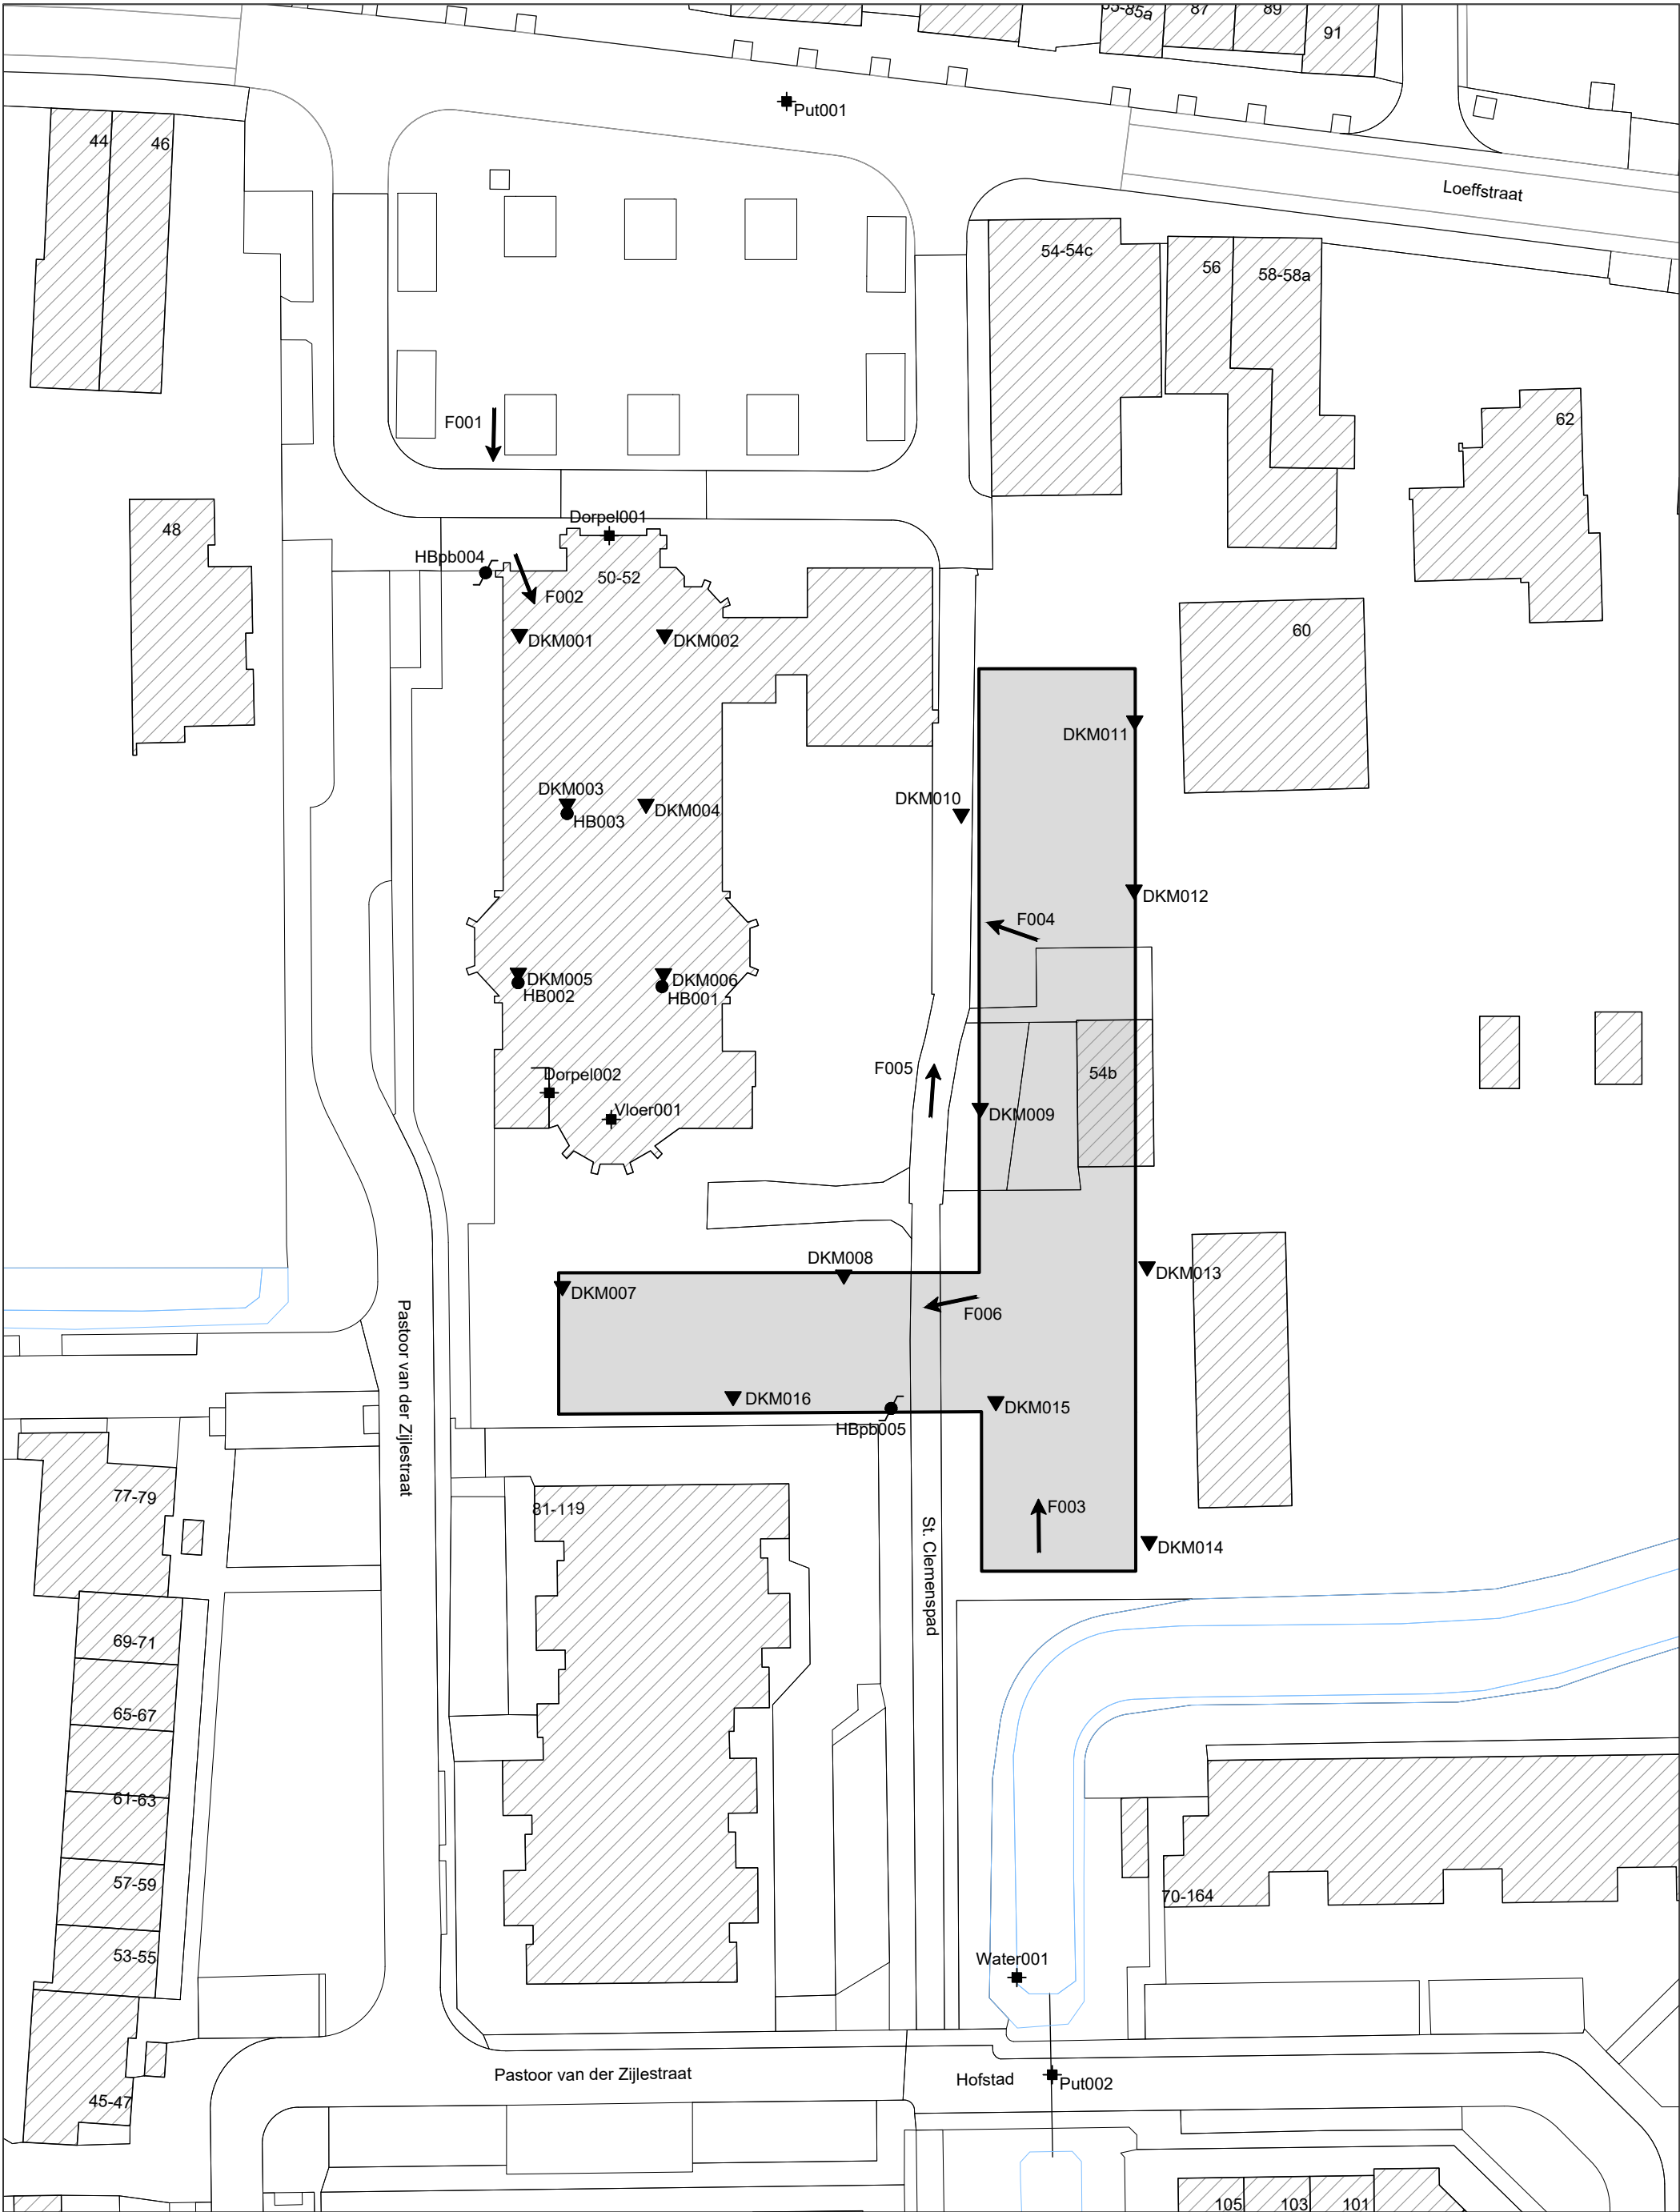 87
89
91
Put001
44
46
Loeffstraat
54-54c
56
58-58a
F001
62
48
Dorpel001
HBpb004
50-52
F002
60
DKM001
DKM002
DKM011
DKM003
DKM010
DKM004
HB003
DKM012
F004
DKM005
DKM006
HB002
HB001
F005
54b
Dorpel002
Vloer001
DKM009
DKM008
DKM013
DKM007
F006
Pastoor van der Zijlestraat
DKM016
DKM015
HBpb005
77-79
81-119
F003
St. Clemenspad
DKM014
69-71
65-67
61-63
57-59
70-164
53-55
Water001
Pastoor van der Zijlestraat
Hofstad
Put002
45-47
105
103
101